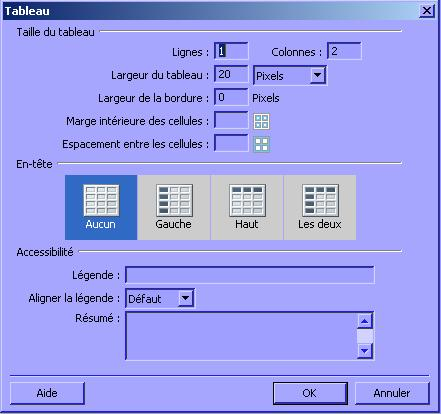 Tableau
Taille du tableau
Lignes : 1 Colonnes : 2
Largeur du tableau : 20 Pixels
Largeur de la bordure : 0 Pixels
Marge intérieure des cellules :
Espacement entre les cellules :
En-tête
Aucun Gauche Haut Les deux
Accessibilité
Légende :
Aligner la légende : Défaut
Résumé :
Aide OK Annuler